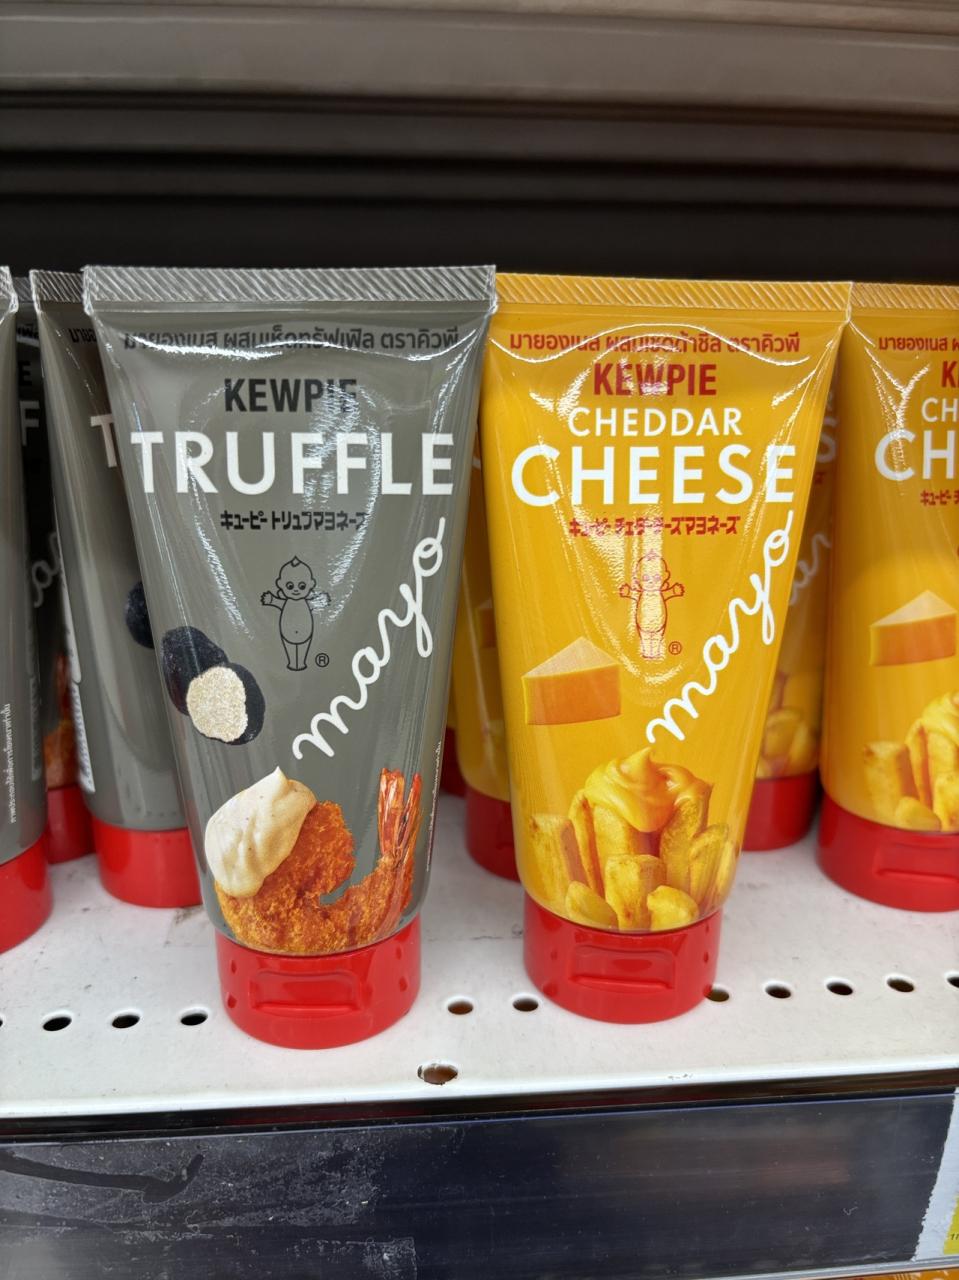 มายองเนส ผสมเห็ดทรัฟเฟิล ตราคิวพี
KEWPIE
TRUFFLE
キューピー トリュフマヨネーズ
mayo
®
มายองเนส ผสมเชดด้าชีส ตราคิวพี
KEWPIE
CHEDDAR
CHEESE
キューピー チェダーチーズマヨネーズ
mayo
®